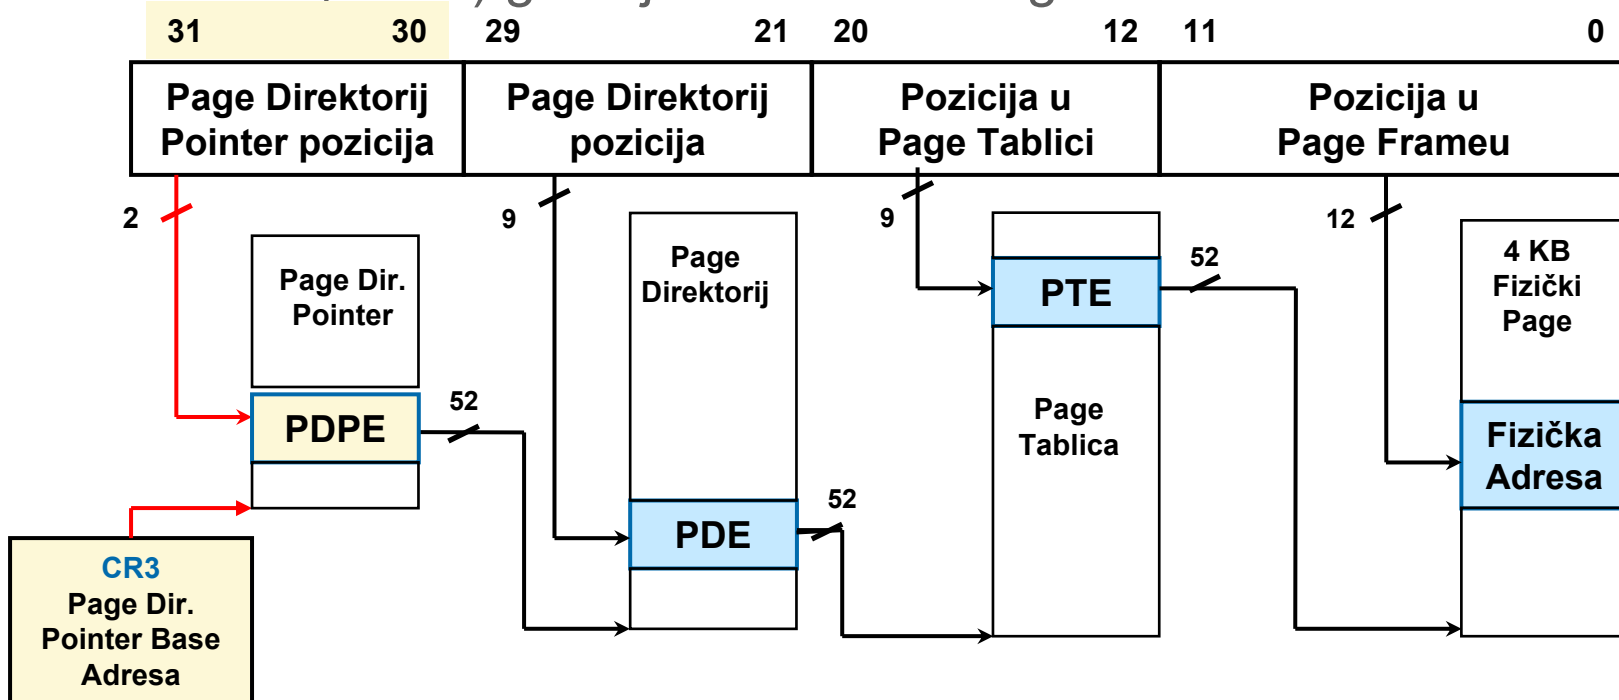 31 30 29 21 20 12 11 0
Page Direktorij
Pointer pozicija
Page Direktorij
pozicija
Pozicija u
Page Tablici
Pozicija u
Page Frameu
2
9
9
12
Page Dir.
Pointer
Page
Direktorij
PTE
52
4 KB
Fizički
Page
PDPE
52
Page
Tablica
Fizička
Adresa
PDE
52
CR3
Page Dir.
Pointer Base
Adresa